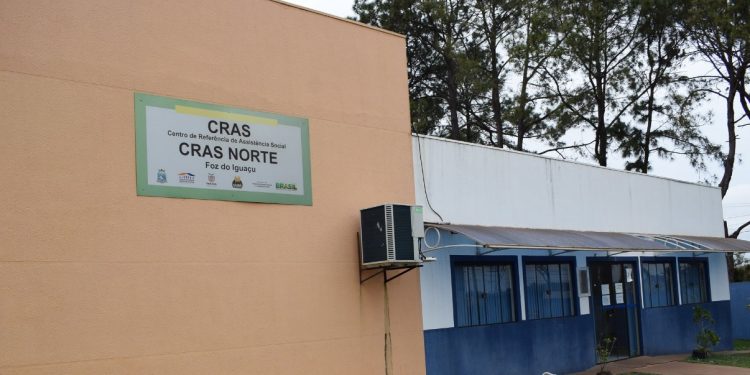 CRAS
Centro de Referência de Assistência Social
CRAS NORTE
Foz do Iguaçu
BRASIL